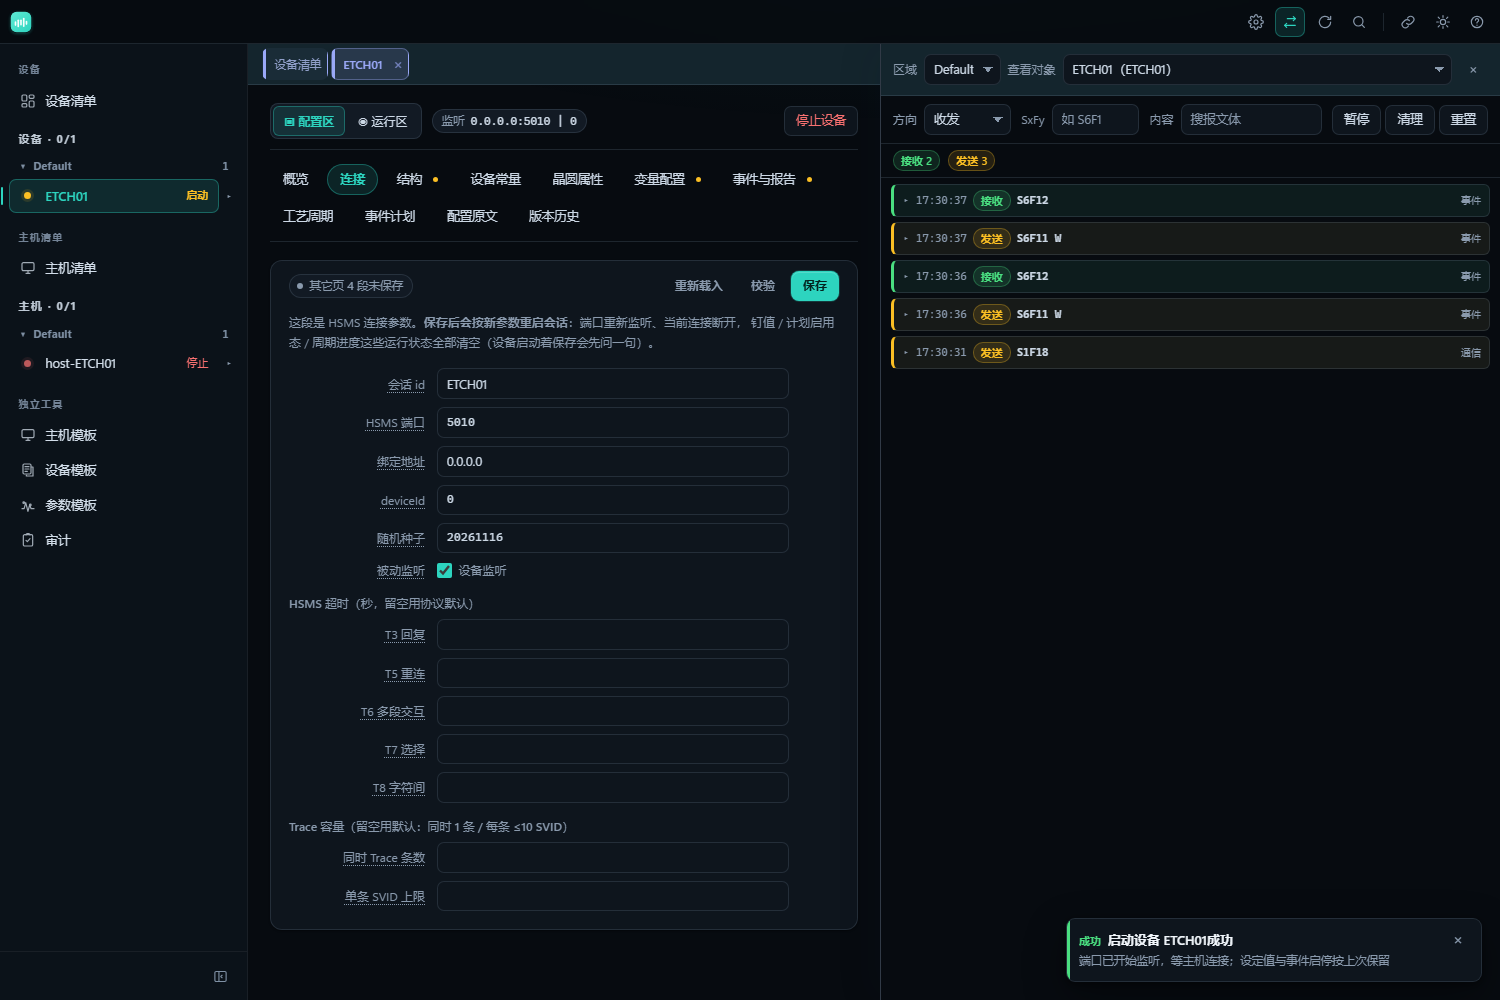 设备
设备清单
设备 · 0/1
Default 1
ETCH01 启动
主机清单
主机清单
主机 · 0/1
Default 1
host-ETCH01 停止
独立工具
主机模板
设备模板
参数模板
审计
设备清单 ETCH01 ×
配置区 运行区 监听 0.0.0.0:5010 | 0 停止设备
概览 连接 结构 设备常量 晶圆属性 变量配置 事件与报告
工艺周期 事件计划 配置原文 版本历史
其它页 4 段未保存 重新载入 校验 保存
这段是 HSMS 连接参数。保存后会按新参数重启会话：端口重新监听、当前连接断开， 钉值 / 计划启用
态 / 周期进度这些运行状态全部清空（设备启动着保存会先问一句）。
会话 id ETCH01
HSMS 端口 5010
绑定地址 0.0.0.0
deviceId 0
随机种子 20261116
被动监听 设备监听
HSMS 超时（秒，留空用协议默认）
T3 回复
T5 重连
T6 多段交互
T7 选择
T8 字符间
Trace 容量（留空用默认：同时 1 条 / 每条 ≤10 SVID）
同时 Trace 条数
单条 SVID 上限
区域 Default 查看对象 ETCH01（ETCH01） ×
方向 收发 SxFy 如 S6F1 内容 搜报文体 暂停 清理 重置
接收 2 发送 3
17:30:37 接收 S6F12 事件
17:30:37 发送 S6F11 W 事件
17:30:36 接收 S6F12 事件
17:30:36 发送 S6F11 W 事件
17:30:31 发送 S1F18 通信
成功 启动设备 ETCH01成功 ×
端口已开始监听，等主机连接；设定值与事件启停按上次保留